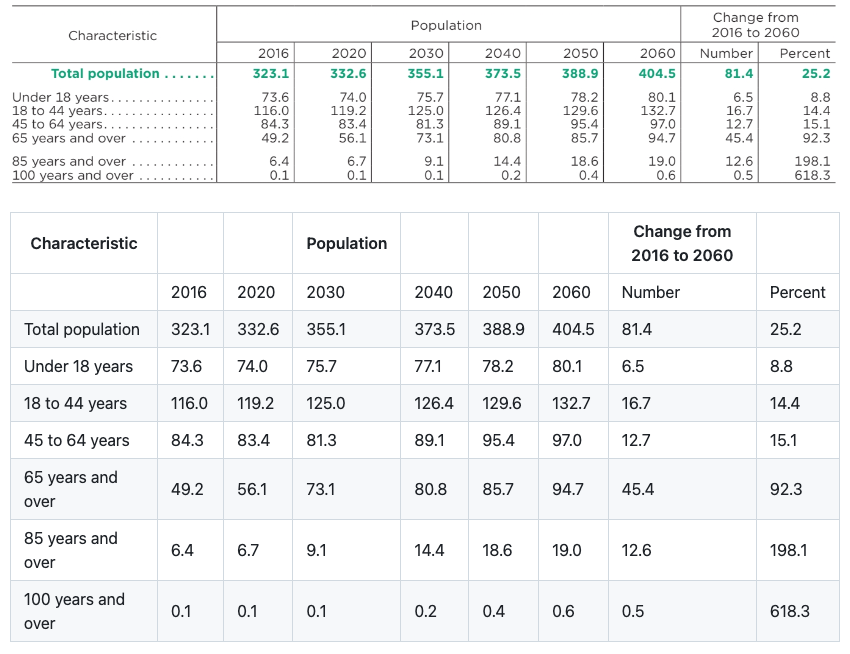 Characteristic Population Change from 2016 to 2060
2016 2020 2030 2040 2050 2060 Number Percent
Total population ....... 323.1 332.6 355.1 373.5 388.9 404.5 81.4 25.2
Under 18 years............... 73.6 74.0 75.7 77.1 78.2 80.1 6.5 8.8
18 to 44 years................ 116.0 119.2 125.0 126.4 129.6 132.7 16.7 14.4
45 to 64 years................ 84.3 83.4 81.3 89.1 95.4 97.0 12.7 15.1
65 years and over ............ 49.2 56.1 73.1 80.8 85.7 94.7 45.4 92.3
85 years and over ............ 6.4 6.7 9.1 14.4 18.6 19.0 12.6 198.1
100 years and over ........... 0.1 0.1 0.1 0.2 0.4 0.6 0.5 618.3
Characteristic Population Change from 2016 to 2060
2016 2020 2030 2040 2050 2060 Number Percent
Total population 323.1 332.6 355.1 373.5 388.9 404.5 81.4 25.2
Under 18 years 73.6 74.0 75.7 77.1 78.2 80.1 6.5 8.8
18 to 44 years 116.0 119.2 125.0 126.4 129.6 132.7 16.7 14.4
45 to 64 years 84.3 83.4 81.3 89.1 95.4 97.0 12.7 15.1
65 years and over 49.2 56.1 73.1 80.8 85.7 94.7 45.4 92.3
85 years and over 6.4 6.7 9.1 14.4 18.6 19.0 12.6 198.1
100 years and over 0.1 0.1 0.1 0.2 0.4 0.6 0.5 618.3